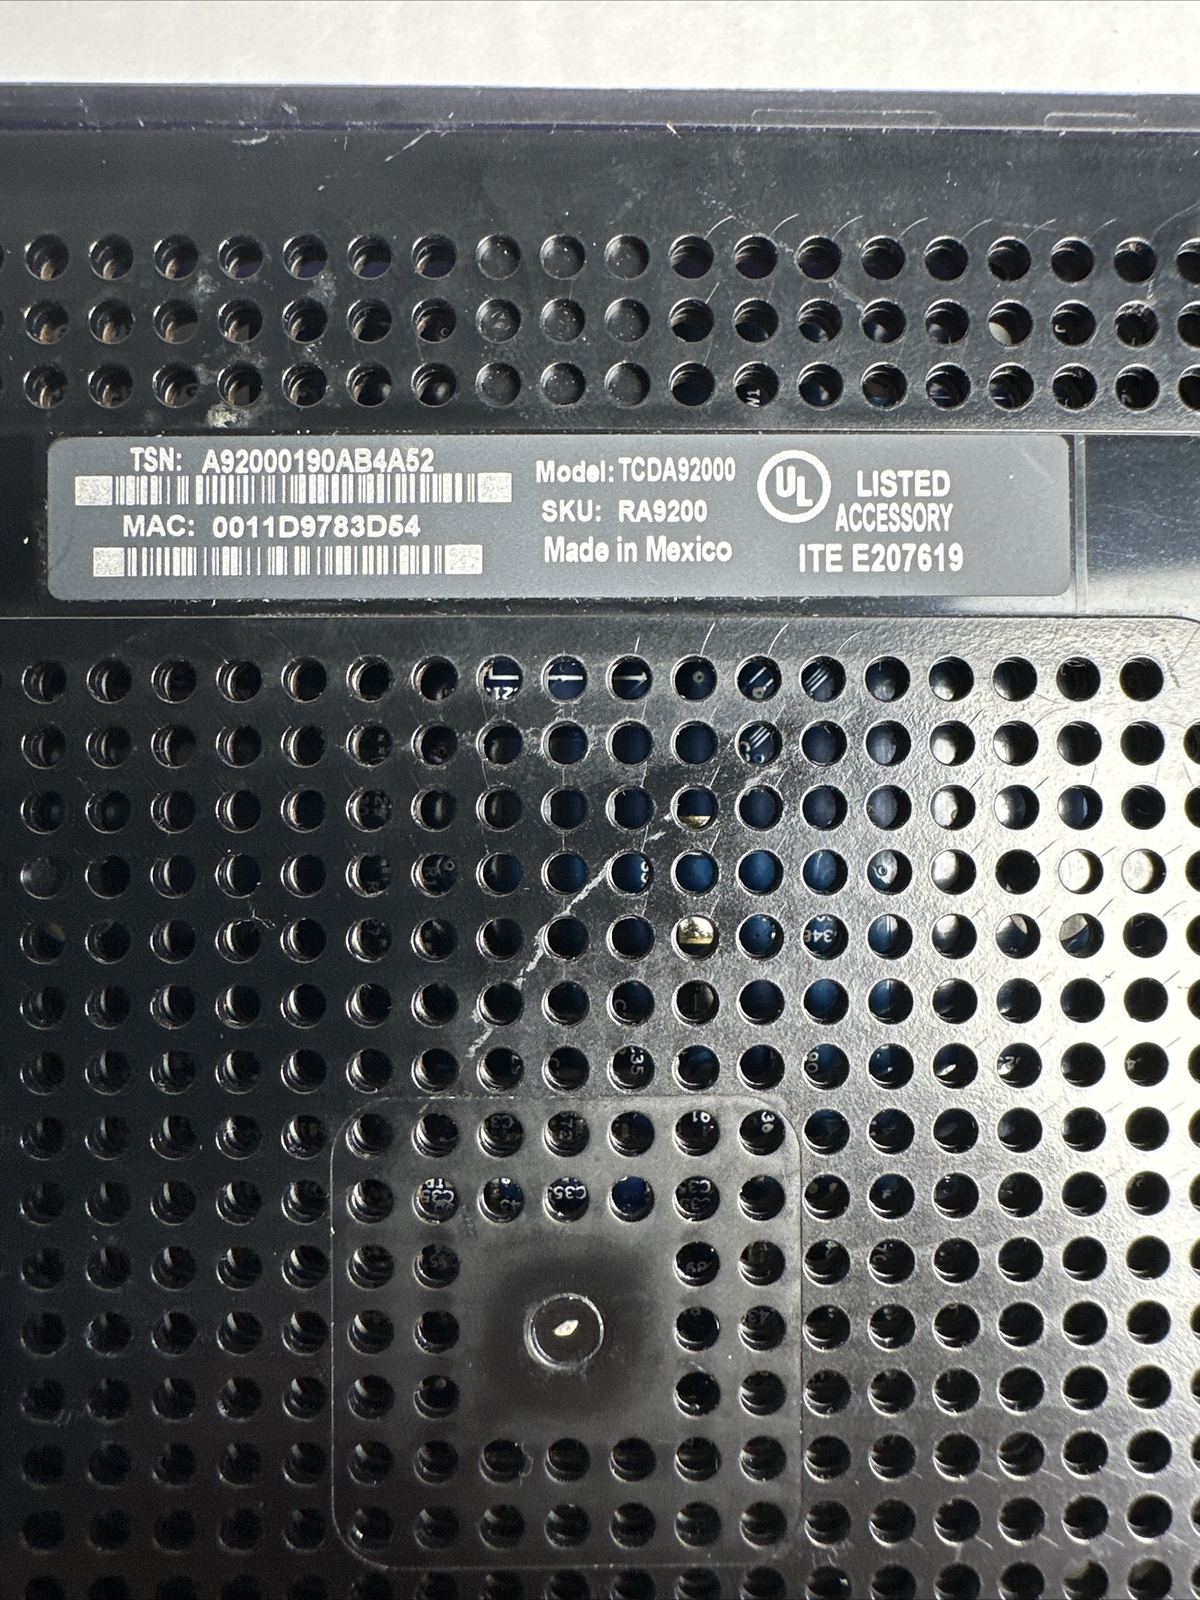 TSN: A92000190AB4A52
MAC: 0011D9783D54
Model: TCDA92000
SKU: RA9200
Made in Mexico
UL
LISTED
ACCESSORY
ITE E207619